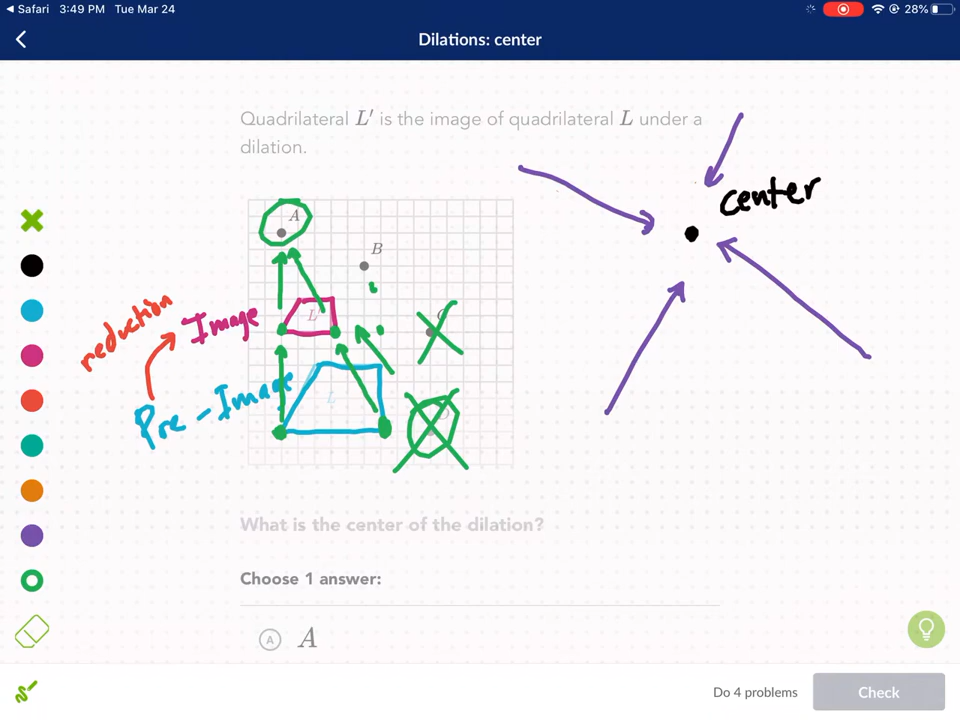 Safari 3:49 PM Tue Mar 24 28%
Dilations: center
Quadrilateral L' is the image of quadrilateral L under a
dilation.
center
A
B
L'
reduction
Image
Pre-Image
L
What is the center of the dilation?
Choose 1 answer:
A A
Do 4 problems
Check